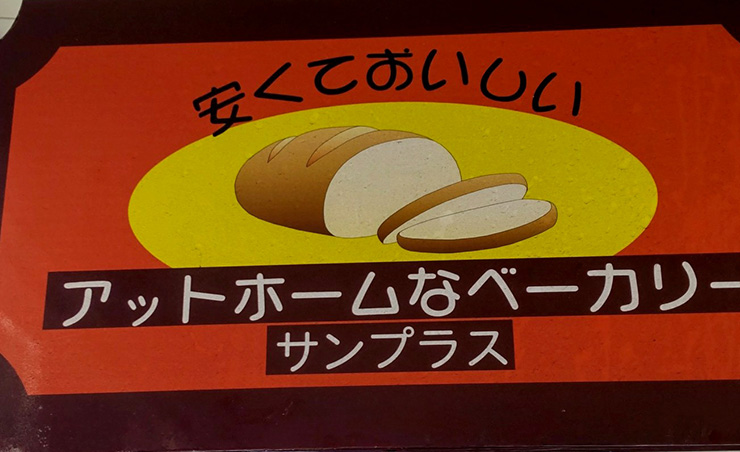 安くておいしい
アットホームなベーカリー
サンプラス